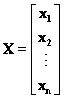 X = [x₁
x₂
⋮
xₙ]